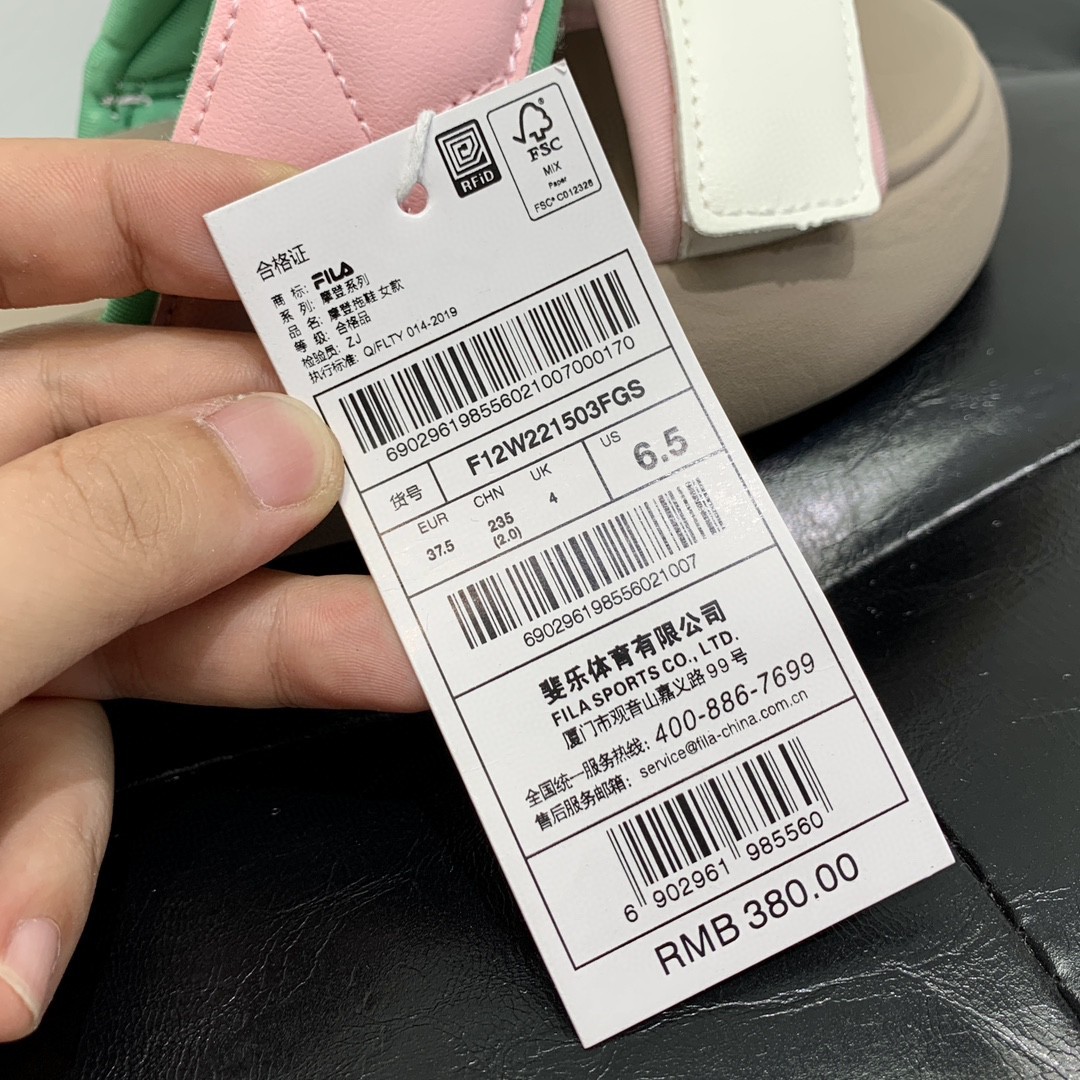 RFiD
FSC
MIX
Paper
FSC® C012326
合格证
商 标: FILA
系 列: 摩登系列
品 名: 摩登拖鞋 女款
等 级: 合格品
检验员: ZJ
执行标准: Q/FLTY 014-2019
69029619855602100700​0170
货号 F12W221503FGS
EUR CHN UK US
37.5 235 4 6.5
(2.0)
69029619855602​1007
斐乐体育有限公司
FILA SPORTS CO., LTD.
厦门市观音山嘉义路99号
全国统一服务热线: 400-886-7699
售后服务邮箱: service@fila-china.com.cn
6 902961 985560
RMB 380.00